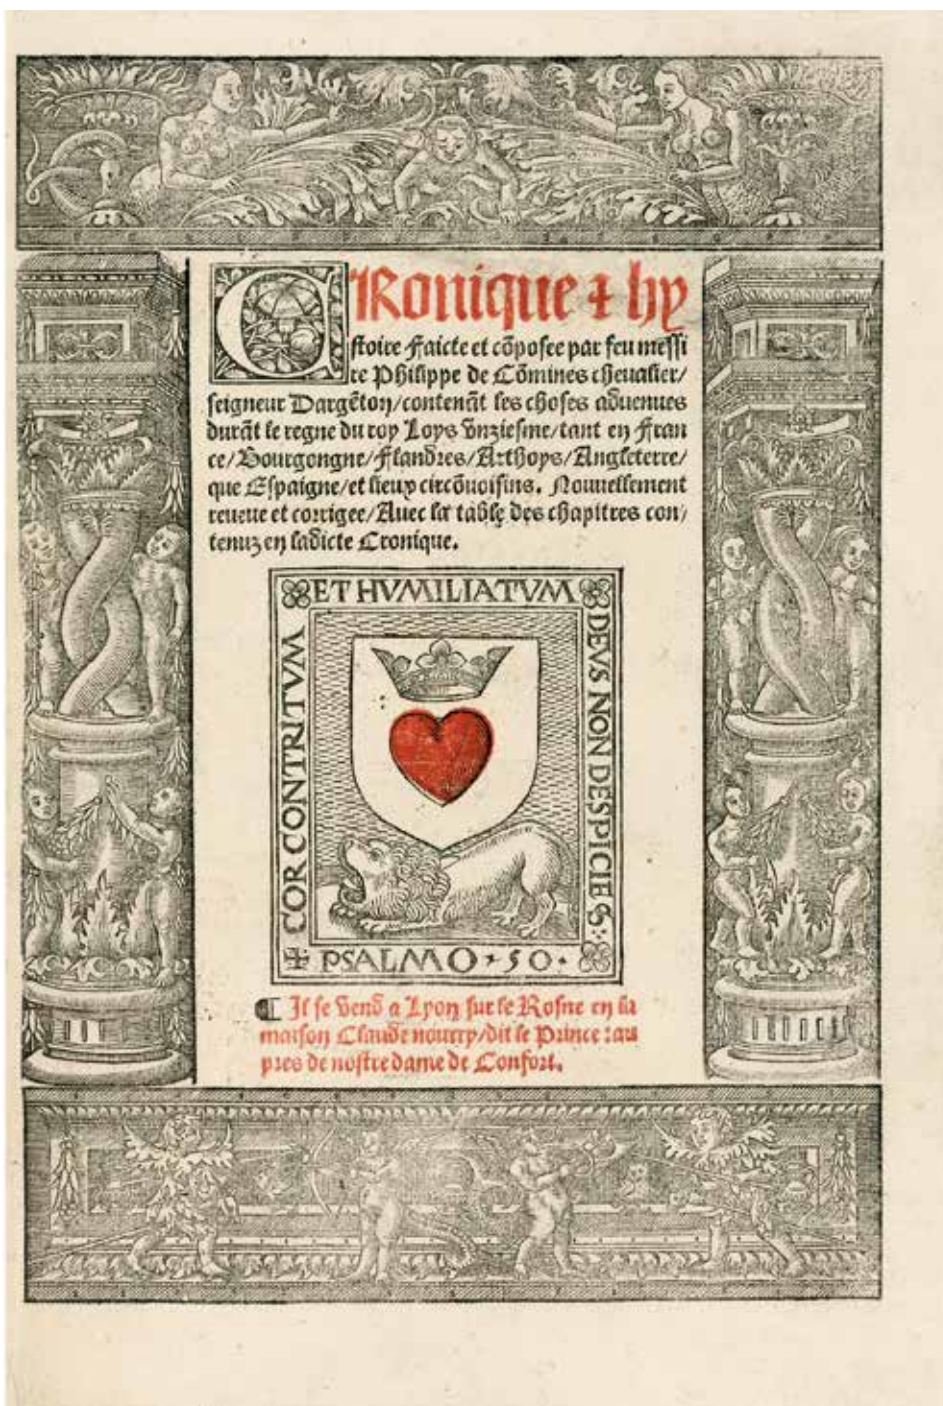 CRonique ⁊ hy
stoire Faicte et cōposee par feu messi
re Philippe de Cōmines cheualier/
seigneur Dargētoy/contenāt les choses aduenues
durāt le regne du roy Loys vnziesme/tant en Fran
ce/Bourgongne/Flandres/Arthoys/Angleterre/
que Espaigne/et lieux circōuoisins. Nouuellement
reueue et corrigee/Auec la table des chapitres con/
tenuz en ladicte Cronique.
ET HVMILIATVM
COR CONTRITVM
DEVS NON DESPICIES
PSALMO · 50 ·
¶ Il se vend a Lyon sur le Rosne en la
maison Claude nourry/dit le Prince: au
pres de nostre dame de Confort.